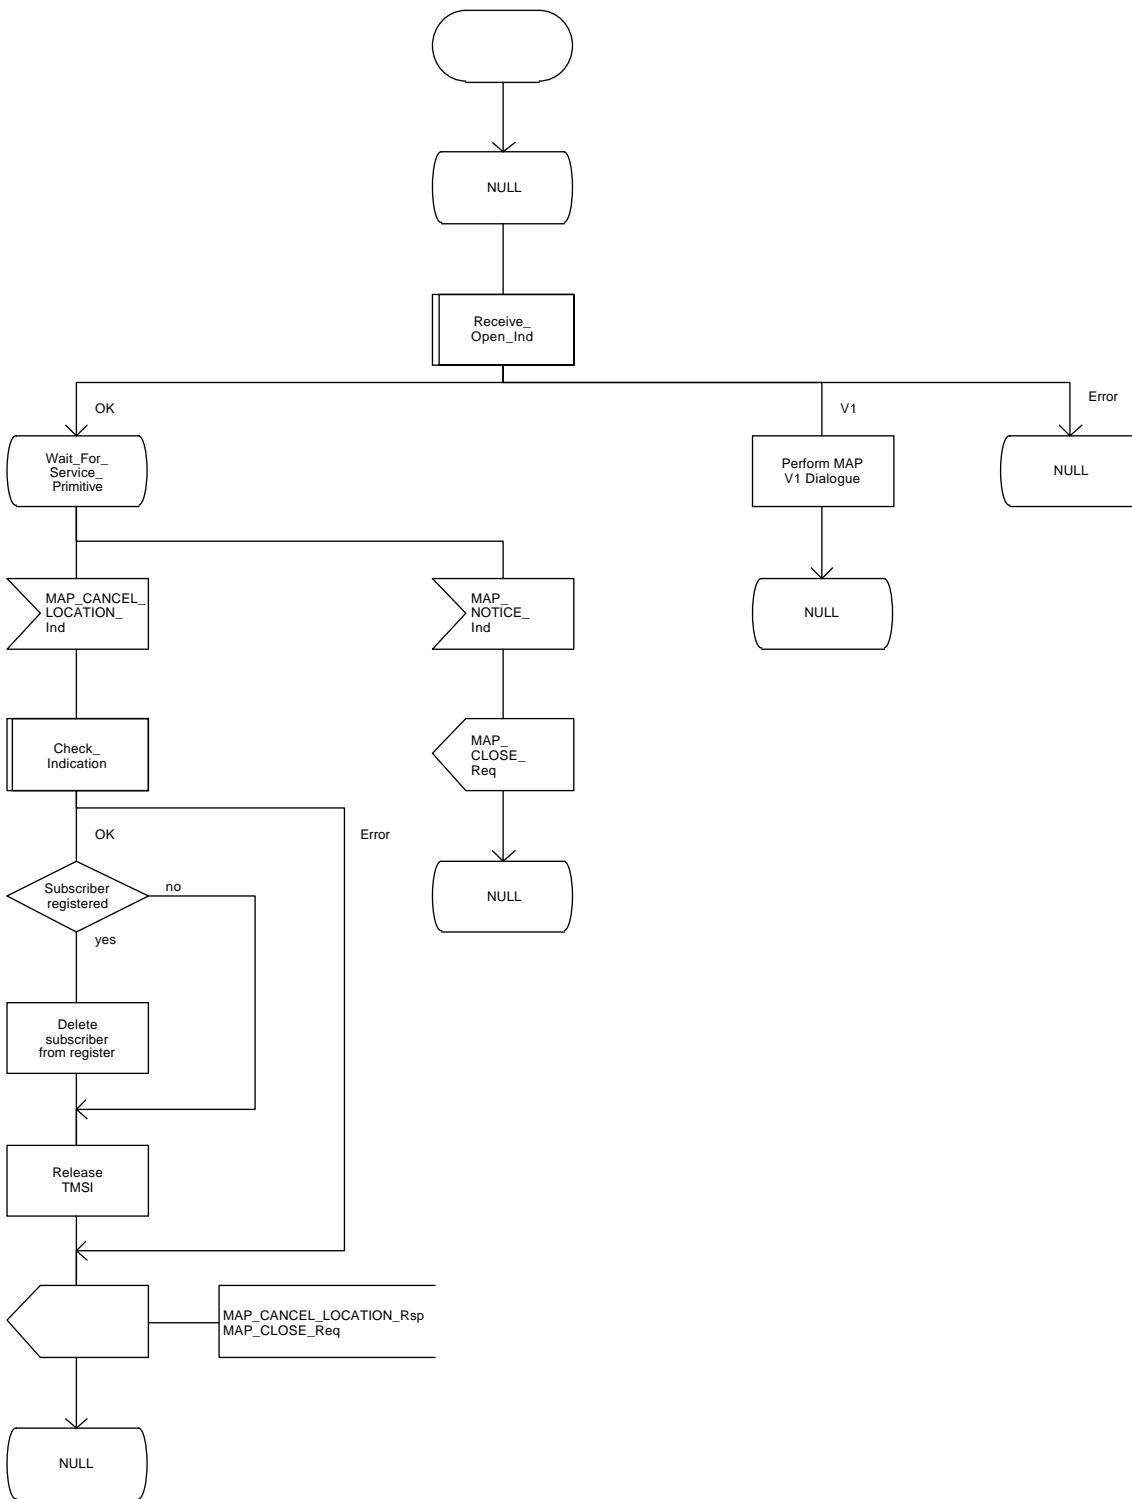 NULL
Receive_
Open_Ind
OK
V1
Error
Wait_For_
Service_
Primitive
Perform MAP
V1 Dialogue
NULL
MAP_CANCEL_
LOCATION_
Ind
MAP_
NOTICE_
Ind
NULL
Check_
Indication
MAP_
CLOSE_
Req
OK
Error
Subscriber
registered
no
yes
NULL
Delete
subscriber
from register
Release
TMSI
MAP_CANCEL_LOCATION_Rsp
MAP_CLOSE_Req
NULL